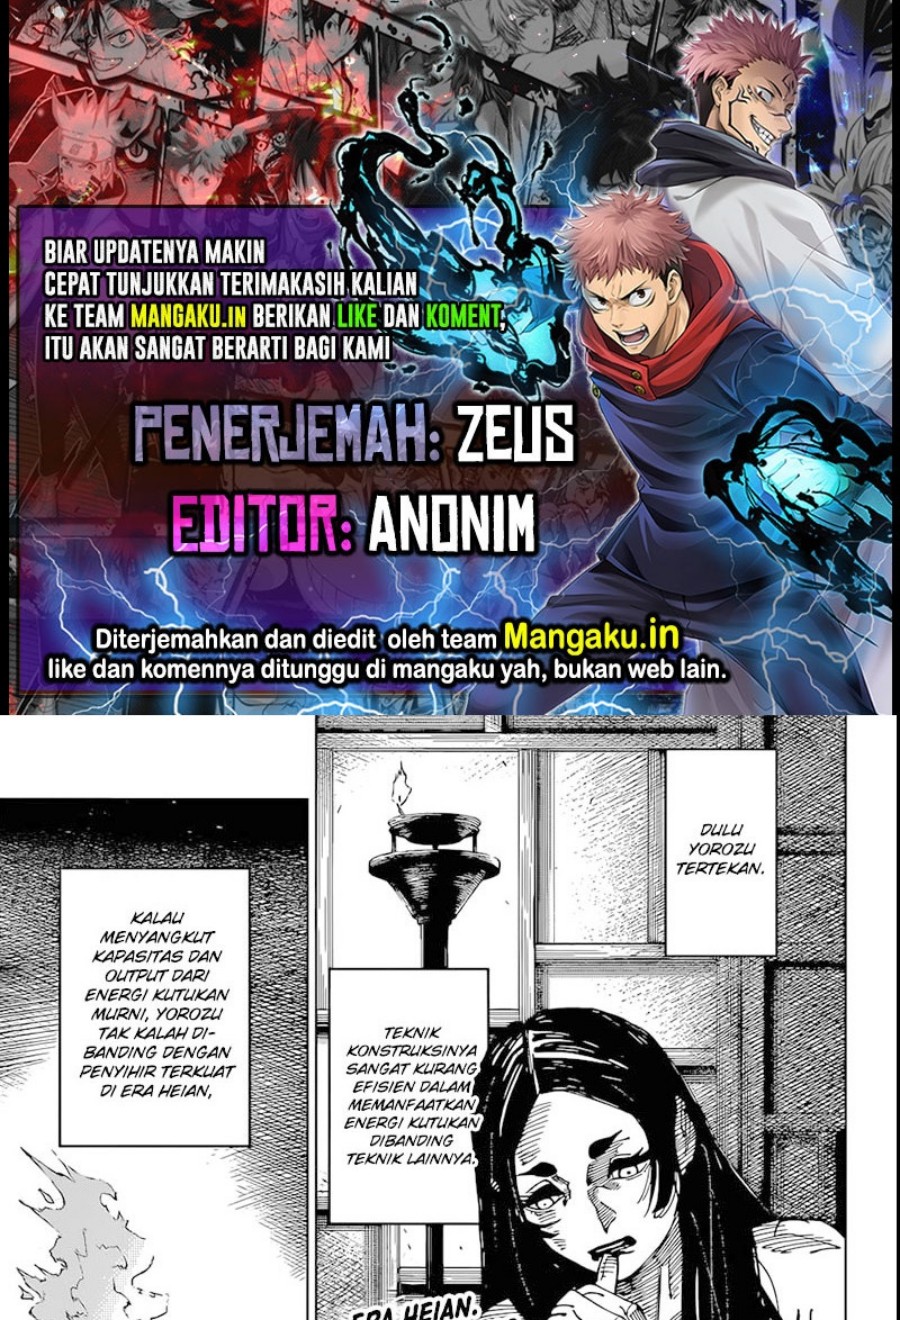 BIAR UPDATENYA MAKIN
CEPAT TUNJUKKAN TERIMAKASIH KALIAN
KE TEAM MANGAKU.IN BERIKAN LIKE DAN KOMENT,
ITU AKAN SANGAT BERARTI BAGI KAMI
PENERJEMAH: ZEUS
EDITOR: ANONIM
Diterjemahkan dan diedit oleh team Mangaku.in
like dan komennya ditunggu di mangaku yah, bukan web lain.
DULU
YOROZU
TERTEKAN.
TEKNIK
KONSTRUKSINYA
SANGAT KURANG
EFISIEN DALAM
MEMANFAATKAN
ENERGI KUTUKAN
DIBANDING
TEKNIK LAINNYA.
KALAU
MENYANGKUT
KAPASITAS DAN
OUTPUT DARI
ENERGI KUTUKAN
MURNI, YOROZU
TAK KALAH DI-
BANDING DENGAN
PENYIHIR TERKUAT
DI ERA HEIAN,
ERA HEIAN.